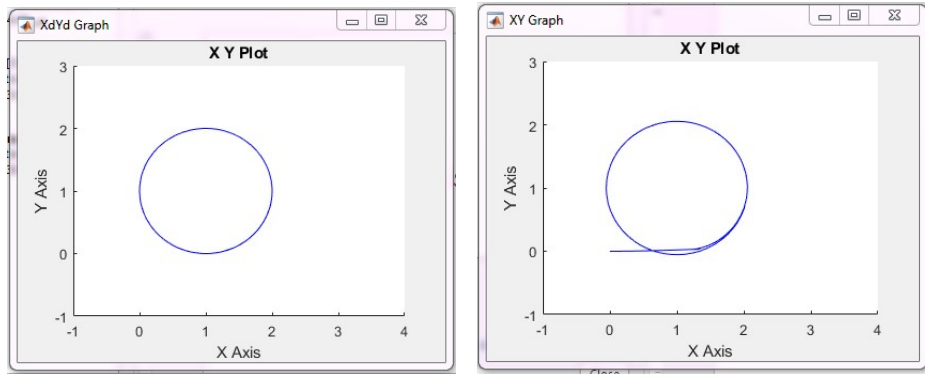 XdYd Graph
X Y Plot
3
2
1
0
-1
Y Axis
-1 0 1 2 3 4
X Axis
XY Graph
X Y Plot
3
2
1
0
-1
Y Axis
-1 0 1 2 3 4
X Axis
Close